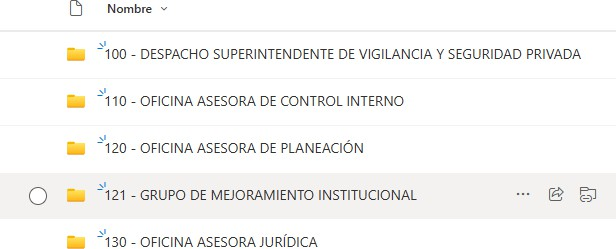 Nombre
100 - DESPACHO SUPERINTENDENTE DE VIGILANCIA Y SEGURIDAD PRIVADA
110 - OFICINA ASESORA DE CONTROL INTERNO
120 - OFICINA ASESORA DE PLANEACIÓN
121 - GRUPO DE MEJORAMIENTO INSTITUCIONAL
130 - OFICINA ASESORA JURÍDICA